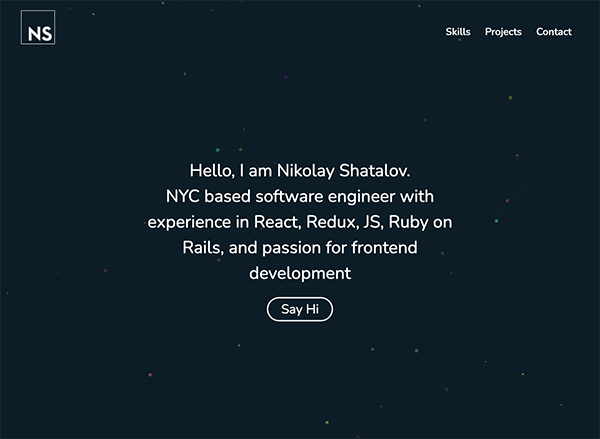 NS
Skills Projects Contact
Hello, I am Nikolay Shatalov.
NYC based software engineer with
experience in React, Redux, JS, Ruby on
Rails, and passion for frontend
development
Say Hi